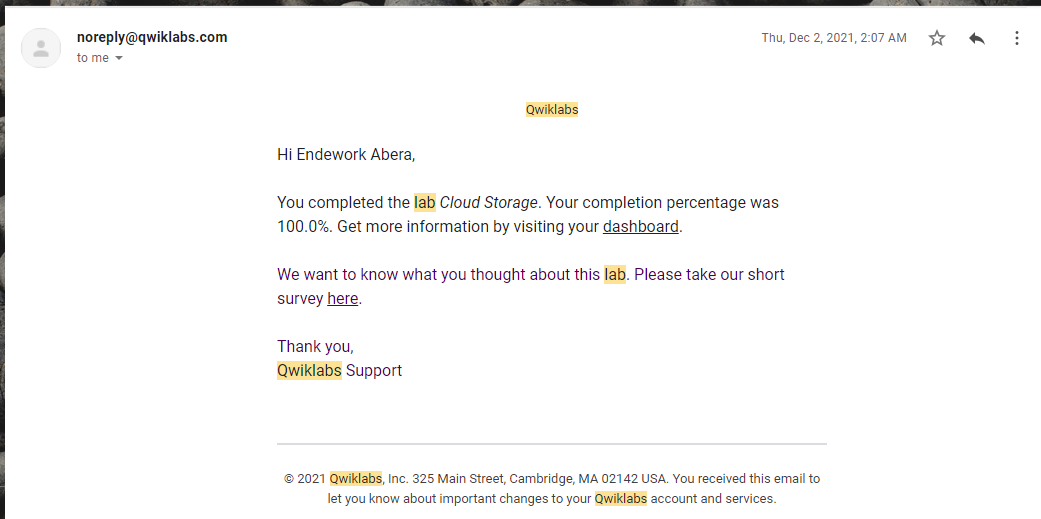 noreply@qwiklabs.com
Thu, Dec 2, 2021, 2:07 AM
to me
Qwiklabs
Hi Endework Abera,
You completed the lab Cloud Storage. Your completion percentage was
100.0%. Get more information by visiting your dashboard.
We want to know what you thought about this lab. Please take our short
survey here.
Thank you,
Qwiklabs Support
© 2021 Qwiklabs, Inc. 325 Main Street, Cambridge, MA 02142 USA. You received this email to
let you know about important changes to your Qwiklabs account and services.